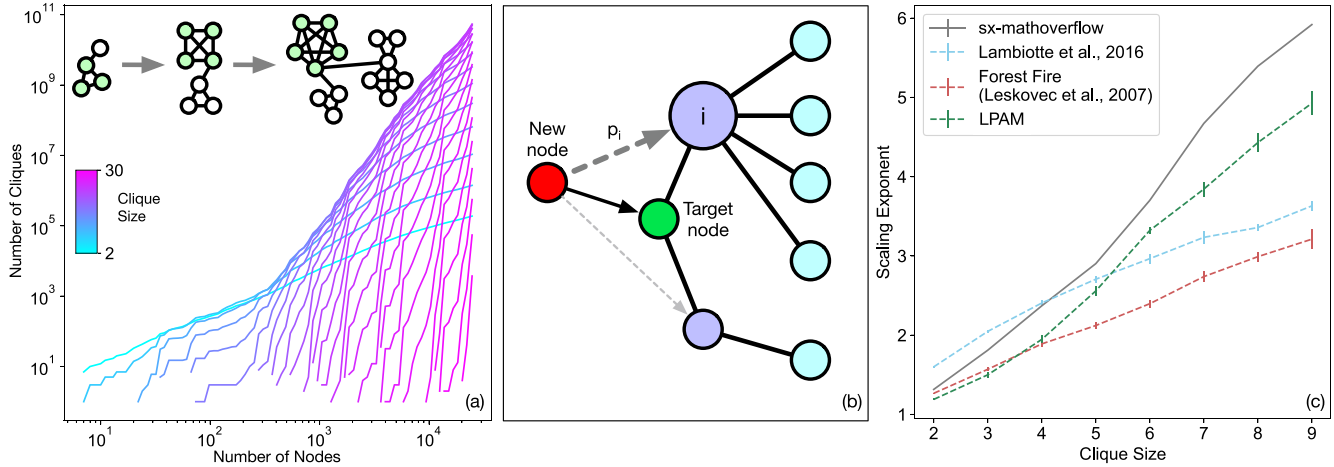 10^11
10^9
10^7
10^5
10^3
10^1
Number of Cliques
30
Clique
Size
2
10^1
10^2
10^3
10^4
Number of Nodes
(a)
New
node
p_i
i
Target
node
(b)
6
5
4
3
2
1
Scaling Exponent
sx-mathoverflow
Lambiotte et al., 2016
Forest Fire
(Leskovec et al., 2007)
LPAM
2 3 4 5 6 7 8 9
Clique Size
(c)